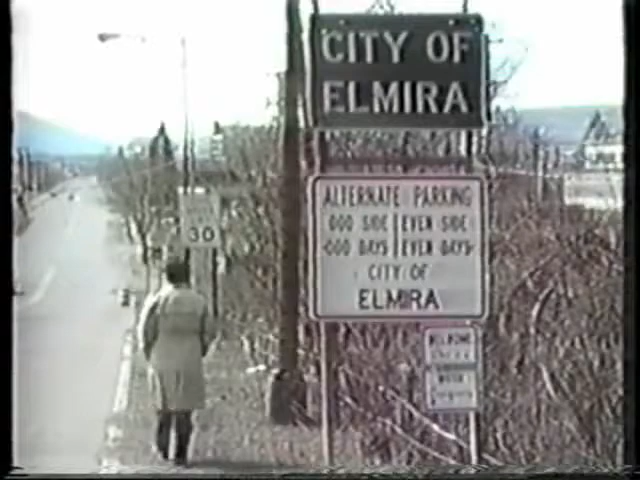 CITY OF
ELMIRA
ALTERNATE PARKING
ODD SIDE EVEN SIDE
ODD DAYS EVEN DAYS
CITY OF
ELMIRA
30